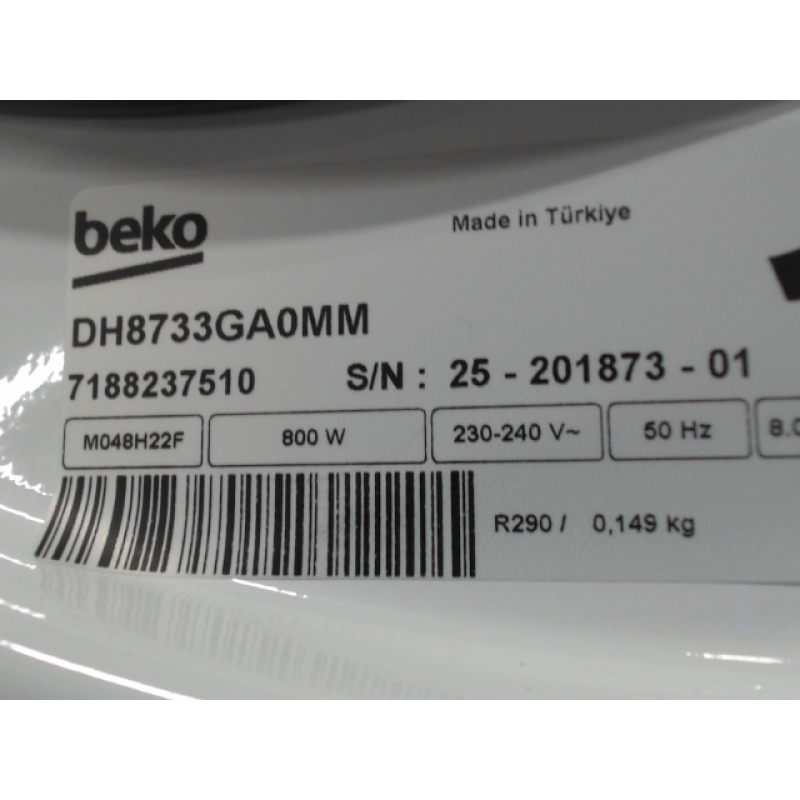 beko
Made in Türkiye
DH8733GA0MM
7188237510 S/N : 25 - 201873 - 01
M048H22F 800 W 230-240 V~ 50 Hz
R290 / 0,149 kg